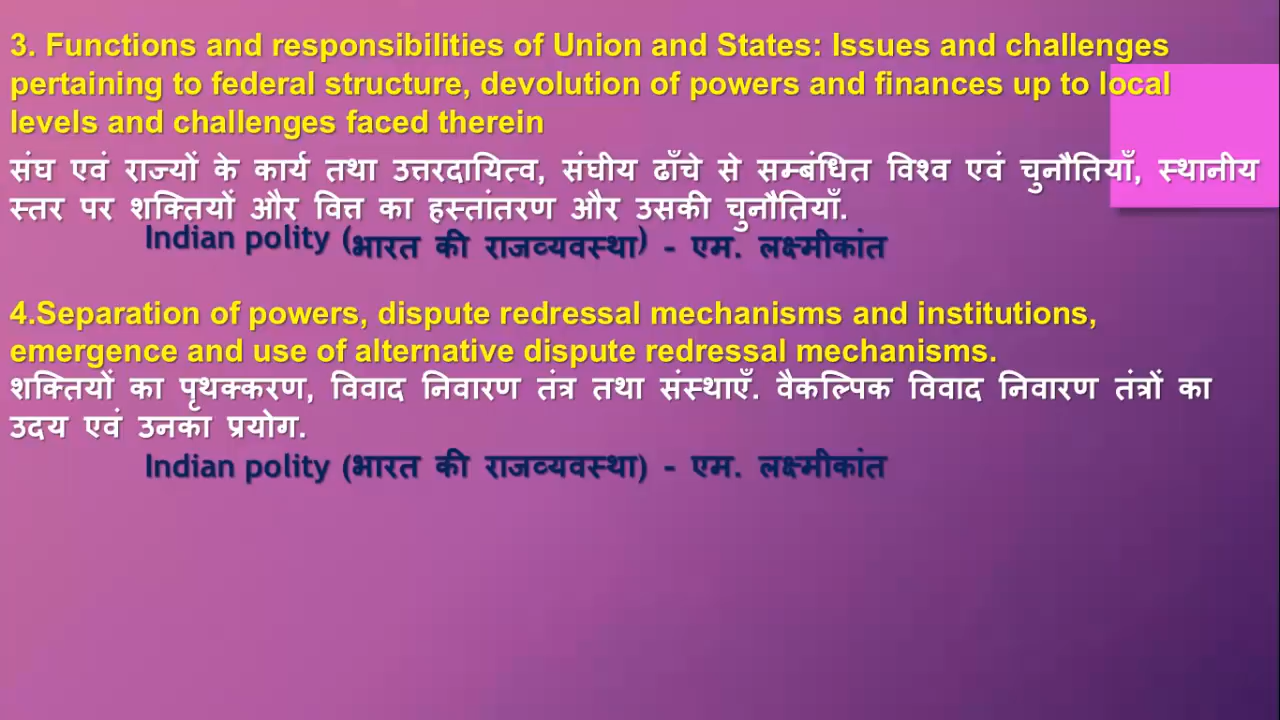 3. Functions and responsibilities of Union and States: Issues and challenges
pertaining to federal structure, devolution of powers and finances up to local
levels and challenges faced therein
संघ एवं राज्यों के कार्य तथा उत्तरदायित्व, संघीय ढाँचे से सम्बंधित विश्व एवं चुनौतियाँ, स्थानीय
स्तर पर शक्तियों और वित्त का हस्तांतरण और उसकी चुनौतियाँ.
Indian polity (भारत की राजव्यवस्था) - एम. लक्ष्मीकांत
4.Separation of powers, dispute redressal mechanisms and institutions,
emergence and use of alternative dispute redressal mechanisms.
शक्तियों का पृथक्करण, विवाद निवारण तंत्र तथा संस्थाएँ. वैकल्पिक विवाद निवारण तंत्रों का
उदय एवं उनका प्रयोग.
Indian polity (भारत की राजव्यवस्था) - एम. लक्ष्मीकांत